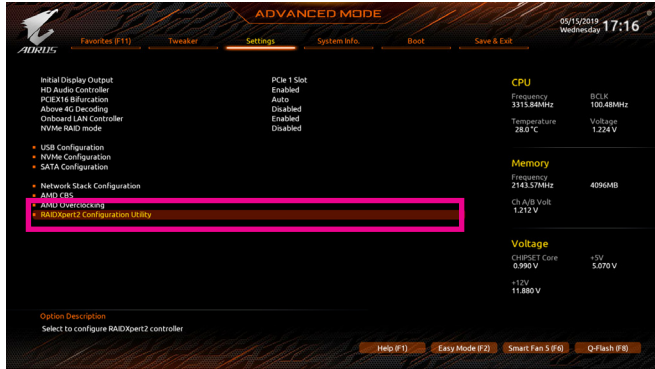 ADVANCED MODE
05/15/2019 Wednesday 17:16
AORUS
Favorites (F11) Tweaker Settings System Info. Boot Save & Exit
Initial Display Output PCIe 1 Slot
HD Audio Controller Enabled
PCIEX16 Bifurcation Auto
Above 4G Decoding Disabled
Onboard LAN Controller Enabled
NVMe RAID mode Disabled
USB Configuration
NVMe Configuration
SATA Configuration
Network Stack Configuration
AMD CBS
AMD Overclocking
RAIDXpert2 Configuration Utility
CPU
Frequency BCLK
3315.84MHz 100.48MHz
Temperature Voltage
28.0 °C 1.224 V
Memory
Frequency
2143.57MHz 4096MB
Ch A/B Volt
1.212 V
Voltage
CHIPSET Core +5V
0.990 V 5.070 V
+12V
11.880 V
Option Description
Select to configure RAIDXpert2 controller
Help (F1) Easy Mode (F2) Smart Fan 5 (F6) Q-Flash (F8)